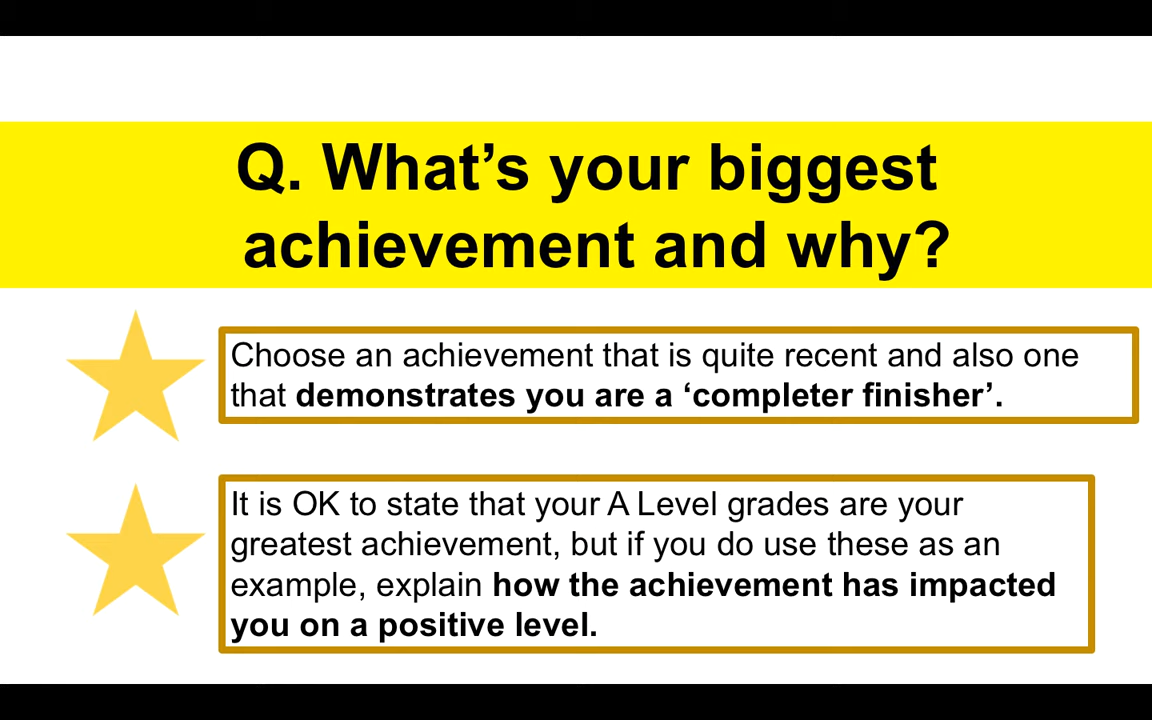 Q. What’s your biggest
achievement and why?
Choose an achievement that is quite recent and also one
that demonstrates you are a ‘completer finisher’.
It is OK to state that your A Level grades are your
greatest achievement, but if you do use these as an
example, explain how the achievement has impacted
you on a positive level.